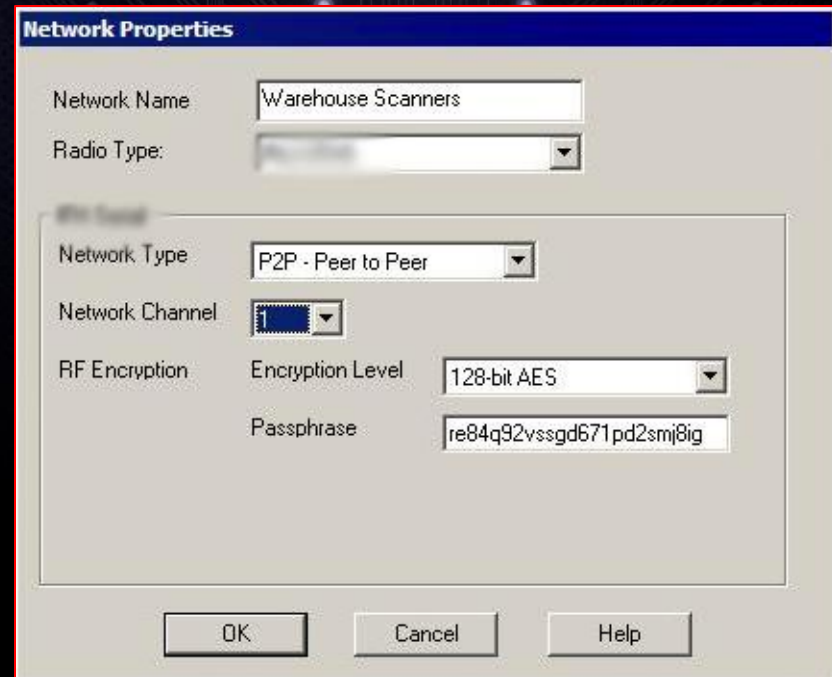 Network Properties
Network Name Warehouse Scanners
Radio Type:
Network Type P2P - Peer to Peer
Network Channel 1
RF Encryption Encryption Level 128-bit AES
Passphrase re84q92vssgd671pd2smj8ig
OK Cancel Help